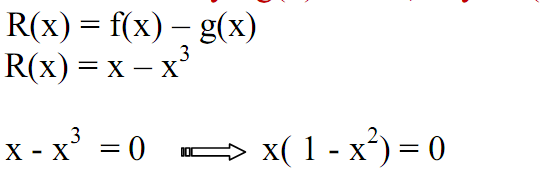 R(x) = f(x) – g(x)
R(x) = x – x³
x - x³ = 0 ⟹ x( 1 - x²) = 0